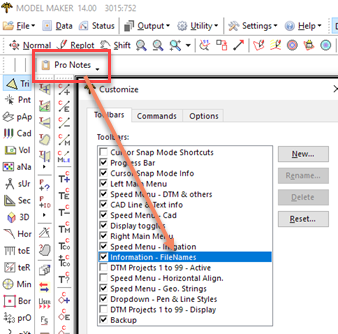 MODEL MAKER 14.00 3015:752
File Data Status Output Utility Settings Help In
Normal Replot Shift
Pro Notes
Tri
Pnt
pAp
Cad
Vol
aNa
sUr
Sec
3D
Hor
toE
inT
Bor
Pro
Customize
Toolbars Commands Options
Toolbars:
Cursor Snap Mode Shortcuts
Progress Bar
Cursor Snap Mode Info
Left Main Menu
Speed Menu - DTM & others
CAD Line & Text info
Speed Menu - Cad
Display toggles
Right Main Menu
Speed Menu - Irrigation
Information - FileNames
DTM Projects 1 to 99 - Active
Speed Menu - Horizontal Align.
Speed Menu - Geo. Strings
Dropdown - Pen & Line Styles
DTM Projects 1 to 99 - Display
Backup
New...
Rename...
Delete
Reset...